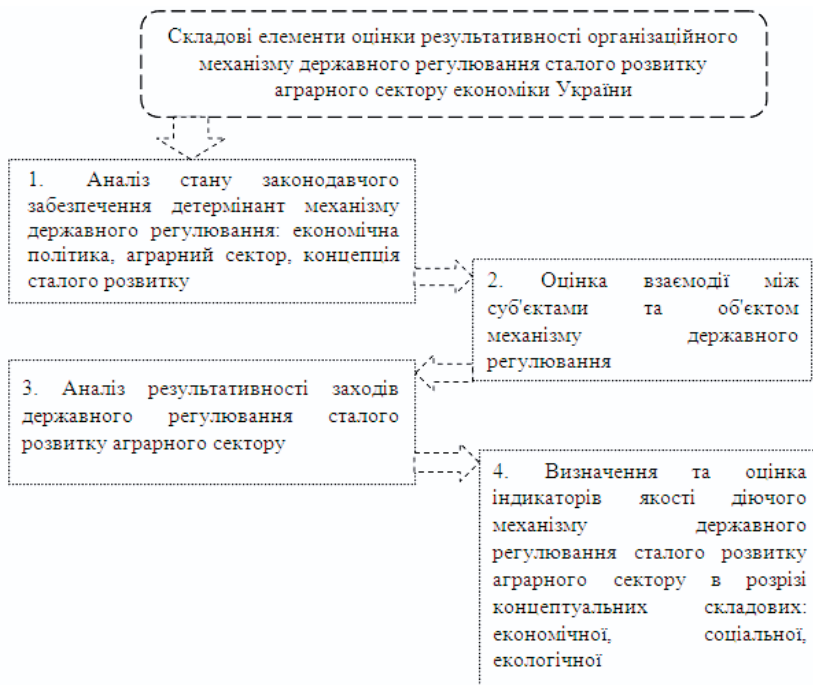 Складові елементи оцінки результативності організаційного
механізму державного регулювання сталого розвитку
аграрного сектору економіки України
1. Аналіз стану законодавчого
забезпечення детермінант механізму
державного регулювання: економічна
політика, аграрний сектор, концепція
сталого розвитку
2. Оцінка взаємодії між
суб'єктами та об'єктом
механізму державного
регулювання
3. Аналіз результативності заходів
державного регулювання сталого
розвитку аграрного сектору
4. Визначення та оцінка
індикаторів якості діючого
механізму державного
регулювання сталого розвитку
аграрного сектору в розрізі
концептуальних складових:
економічної, соціальної,
екологічної